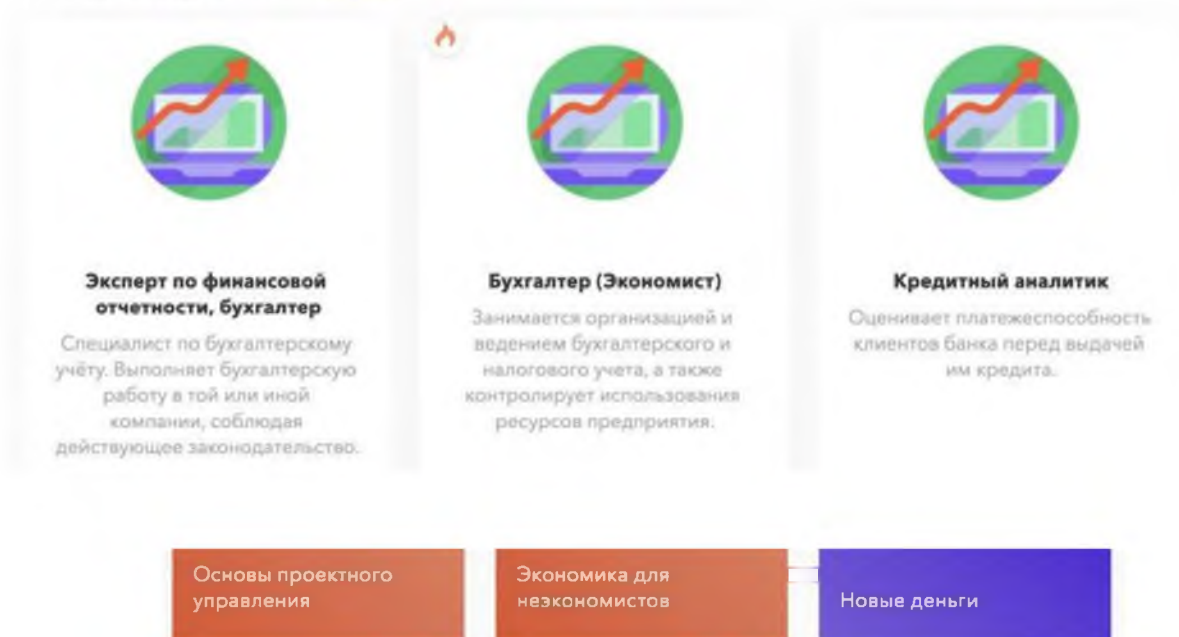 Эксперт по финансовой
отчетности, бухгалтер
Специалист по бухгалтерскому
учёту. Выполняет бухгалтерскую
работу в той или иной
компании, соблюдая
действующее законодательство.
Бухгалтер (Экономист)
Занимается организацией и
ведением бухгалтерского и
налогового учета, а также
контролирует использования
ресурсов предприятия.
Кредитный аналитик
Оценивает платежеспособность
клиентов банка перед выдачей
им кредита.
Основы проектного
управления
Экономика для
неэкономистов
Новые деньги